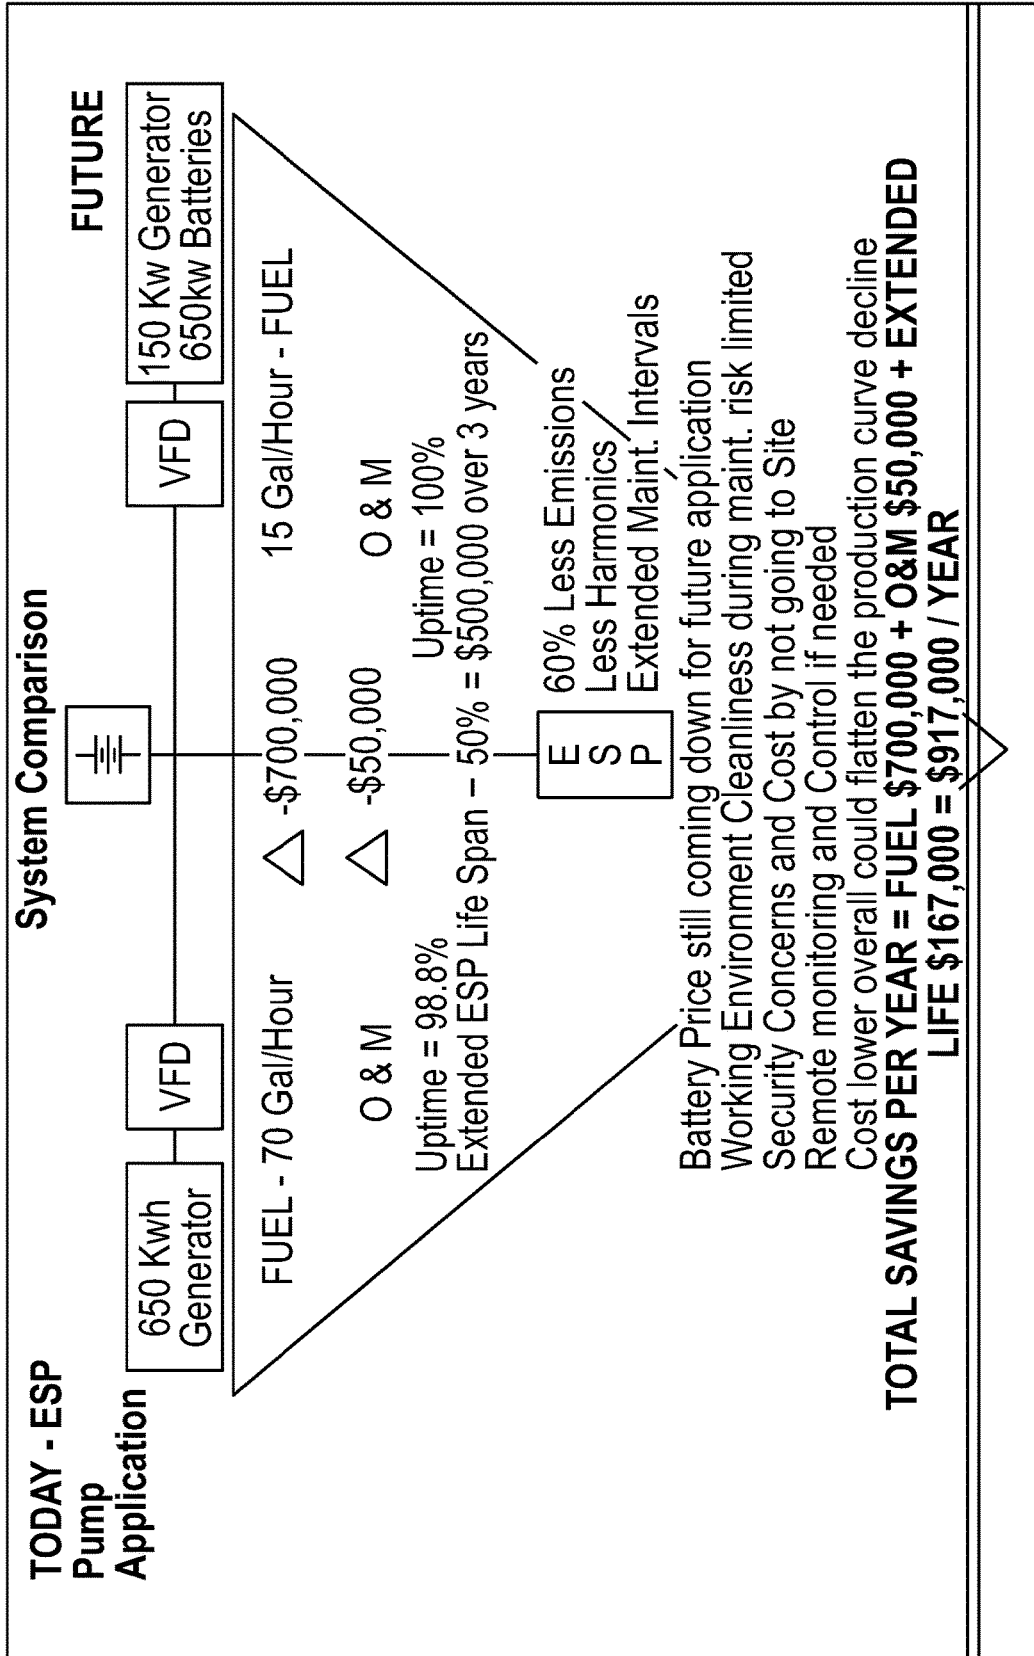 System Comparison
TODAY - ESP
Pump
Application
FUTURE
650 Kwh
Generator
VFD
VFD
150 Kw Generator
650kw Batteries
FUEL - 70 Gal/Hour
△ -$700,000
15 Gal/Hour - FUEL
O & M
△ -$50,000
O & M
Uptime = 98.8%
Uptime = 100%
Extended ESP Life Span – 50% = $500,000 over 3 years
E
S
P
60% Less Emissions
Less Harmonics
Extended Maint. Intervals
Battery Price still coming down for future application
Working Environment Cleanliness during maint. risk limited
Security Concerns and Cost by not going to Site
Remote monitoring and Control if needed
Cost lower overall could flatten the production curve decline
TOTAL SAVINGS PER YEAR = FUEL $700,000 + O&M $50,000 + EXTENDED
LIFE $167,000 = $917,000 / YEAR